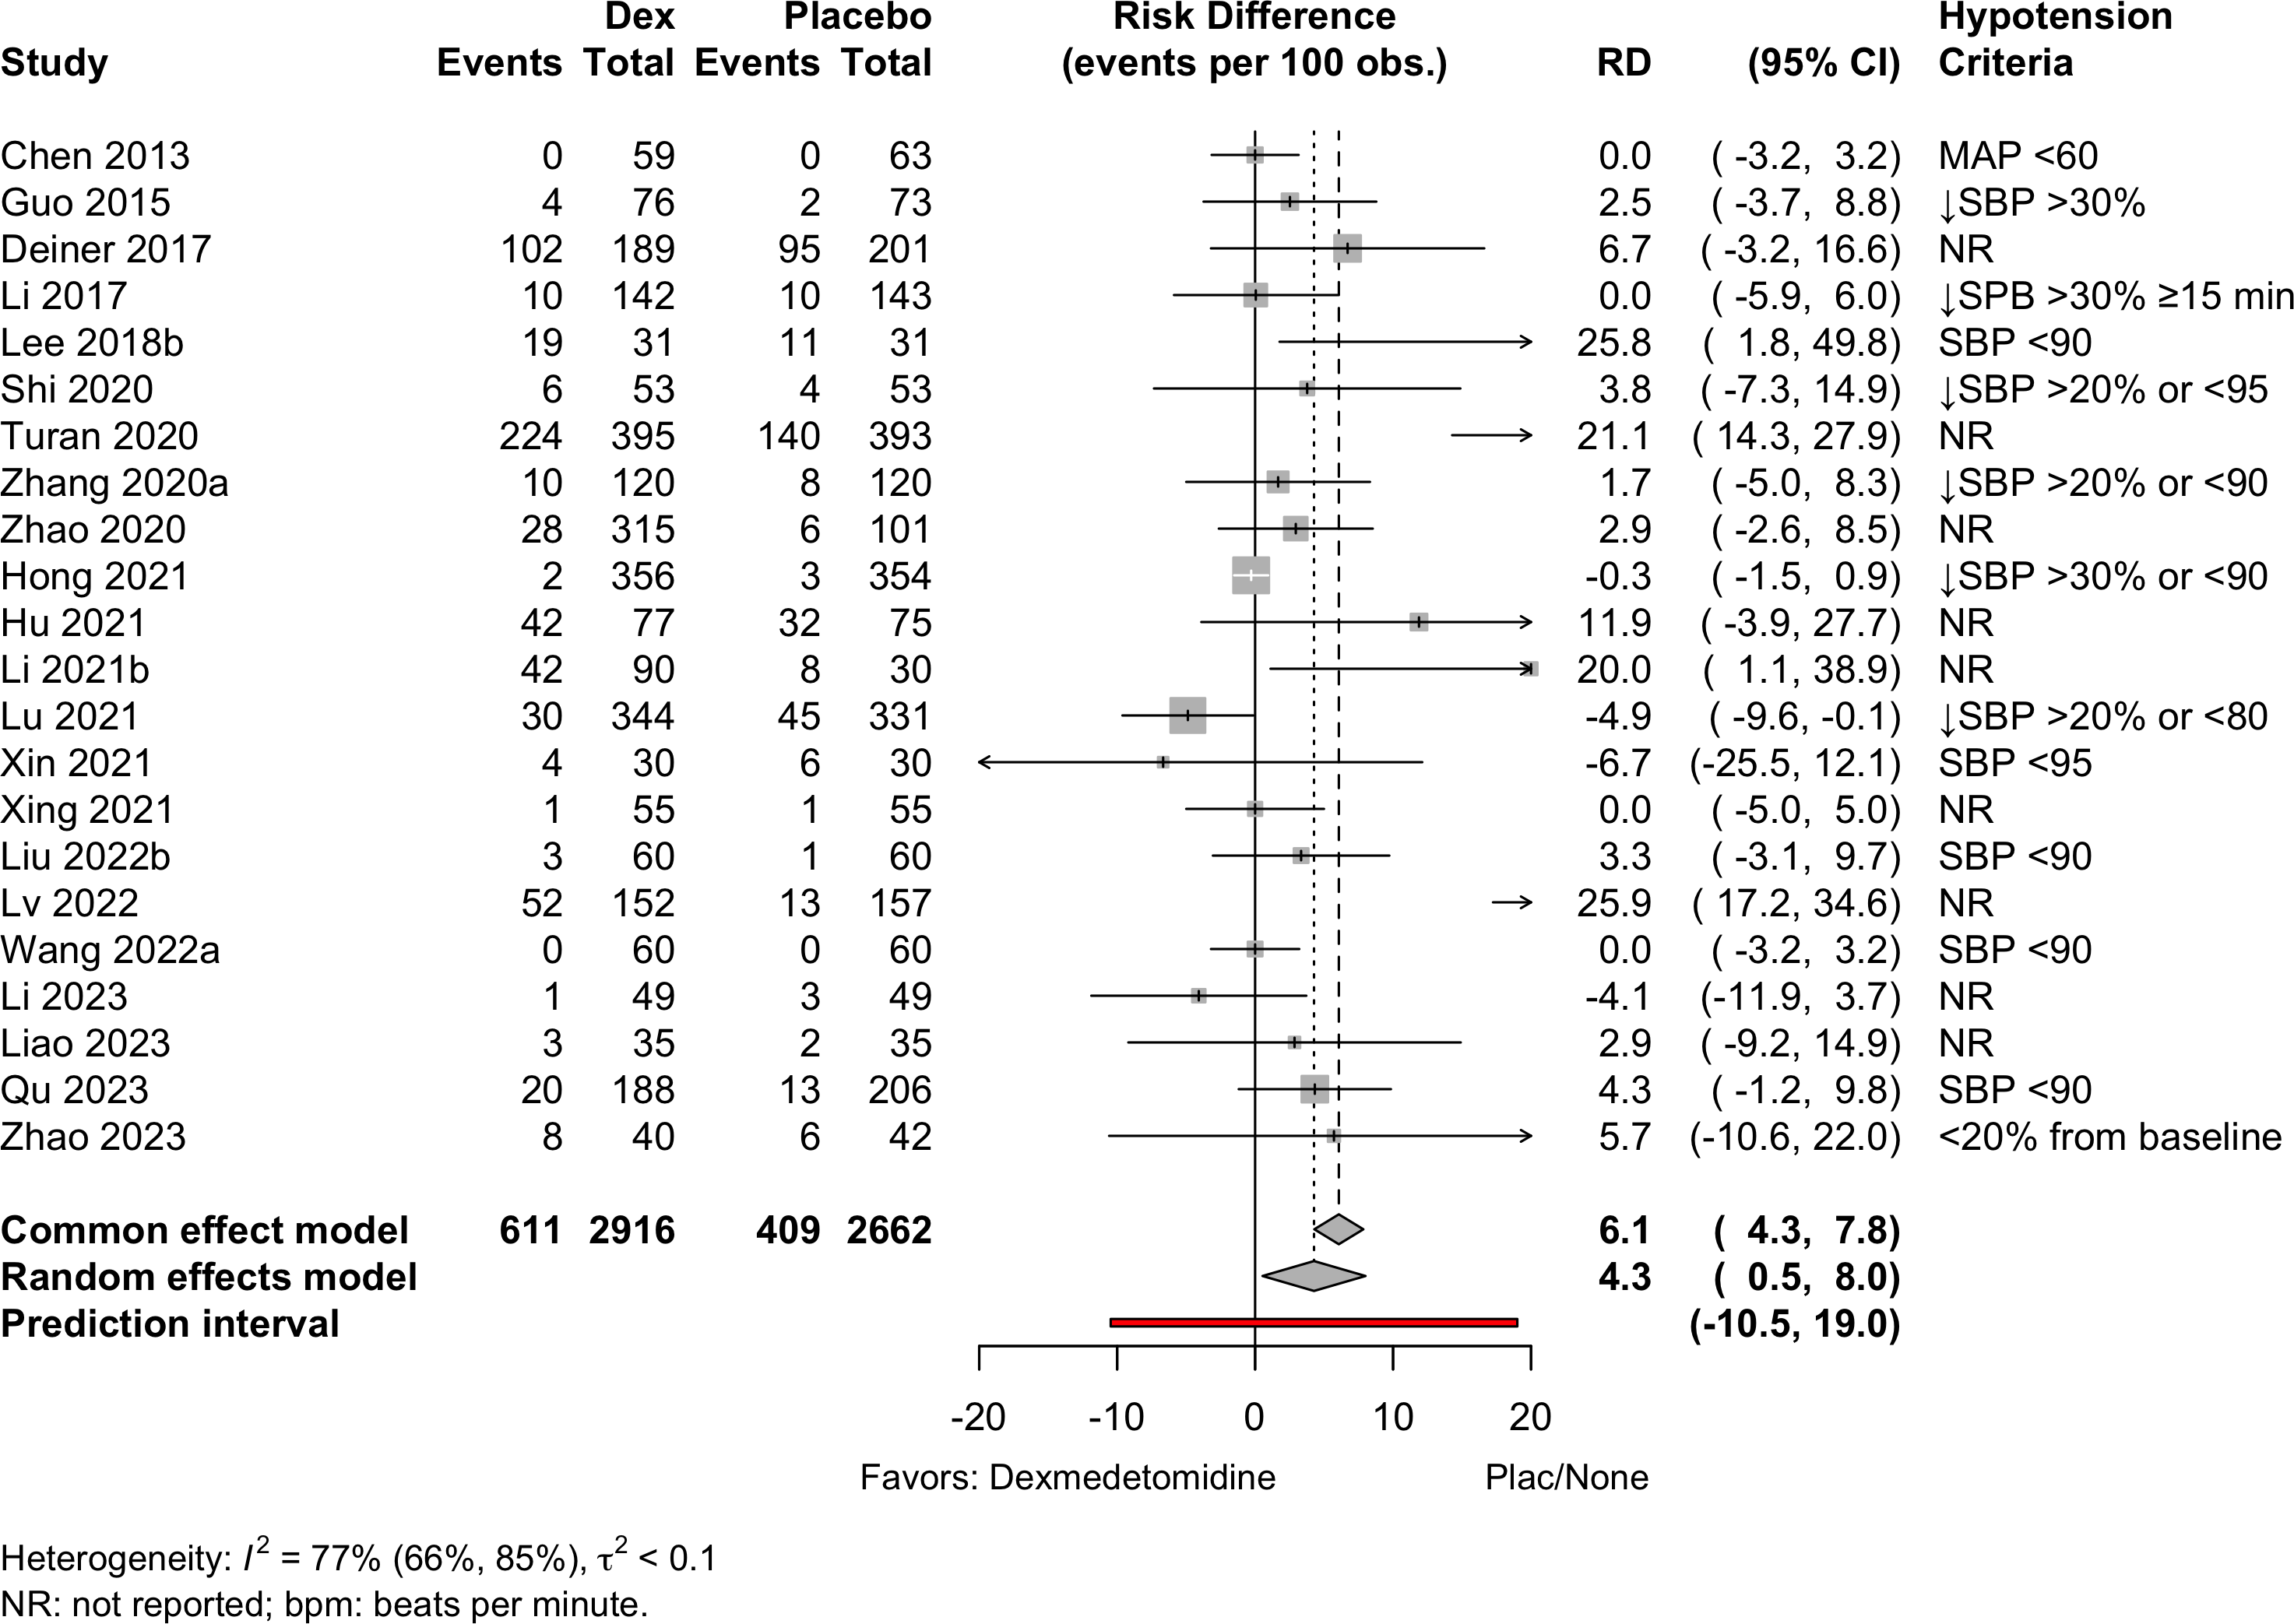 Dex Placebo Risk Difference Hypotension
Study Events Total Events Total (events per 100 obs.) RD (95% CI) Criteria
Chen 2013 0 59 0 63 0.0 ( -3.2, 3.2) MAP <60
Guo 2015 4 76 2 73 2.5 ( -3.7, 8.8) ↓SBP >30%
Deiner 2017 102 189 95 201 6.7 ( -3.2, 16.6) NR
Li 2017 10 142 10 143 0.0 ( -5.9, 6.0) ↓SPB >30% ≥15 min
Lee 2018b 19 31 11 31 25.8 ( 1.8, 49.8) SBP <90
Shi 2020 6 53 4 53 3.8 ( -7.3, 14.9) ↓SBP >20% or <95
Turan 2020 224 395 140 393 21.1 ( 14.3, 27.9) NR
Zhang 2020a 10 120 8 120 1.7 ( -5.0, 8.3) ↓SBP >20% or <90
Zhao 2020 28 315 6 101 2.9 ( -2.6, 8.5) NR
Hong 2021 2 356 3 354 -0.3 ( -1.5, 0.9) ↓SBP >30% or <90
Hu 2021 42 77 32 75 11.9 ( -3.9, 27.7) NR
Li 2021b 42 90 8 30 20.0 ( 1.1, 38.9) NR
Lu 2021 30 344 45 331 -4.9 ( -9.6, -0.1) ↓SBP >20% or <80
Xin 2021 4 30 6 30 -6.7 (-25.5, 12.1) SBP <95
Xing 2021 1 55 1 55 0.0 ( -5.0, 5.0) NR
Liu 2022b 3 60 1 60 3.3 ( -3.1, 9.7) SBP <90
Lv 2022 52 152 13 157 25.9 ( 17.2, 34.6) NR
Wang 2022a 0 60 0 60 0.0 ( -3.2, 3.2) SBP <90
Li 2023 1 49 3 49 -4.1 (-11.9, 3.7) NR
Liao 2023 3 35 2 35 2.9 ( -9.2, 14.9) NR
Qu 2023 20 188 13 206 4.3 ( -1.2, 9.8) SBP <90
Zhao 2023 8 40 6 42 5.7 (-10.6, 22.0) <20% from baseline
Common effect model 611 2916 409 2662 6.1 ( 4.3, 7.8)
Random effects model 4.3 ( 0.5, 8.0)
Prediction interval (-10.5, 19.0)
-20 -10 0 10 20
Favors: Dexmedetomidine Plac/None
Heterogeneity: I² = 77% (66%, 85%), τ² < 0.1
NR: not reported; bpm: beats per minute.